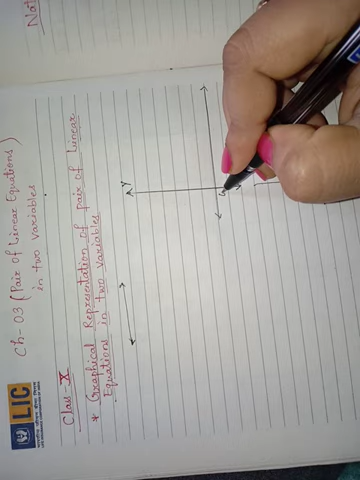 LIC
Ch-03 (Pair of Linear Equations)
in two variables
Class X
* Graphical Representation of pair of Linear
Equations in two variables
Y